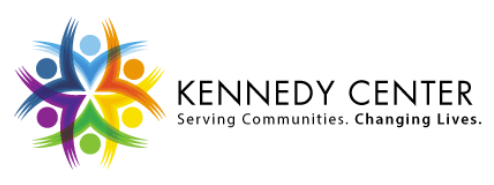 KENNEDY CENTER
Serving Communities. Changing Lives.